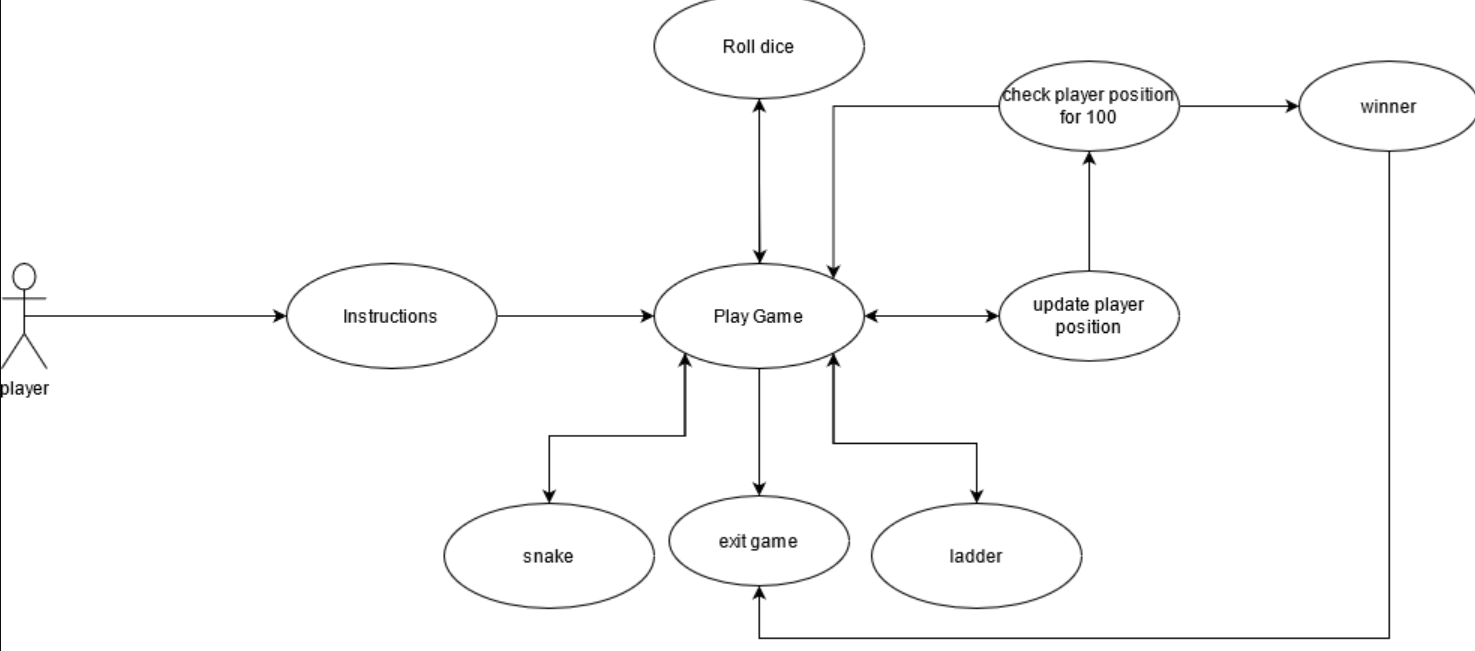 Roll dice
check player position
for 100
winner
Instructions
Play Game
update player
position
player
snake
exit game
ladder